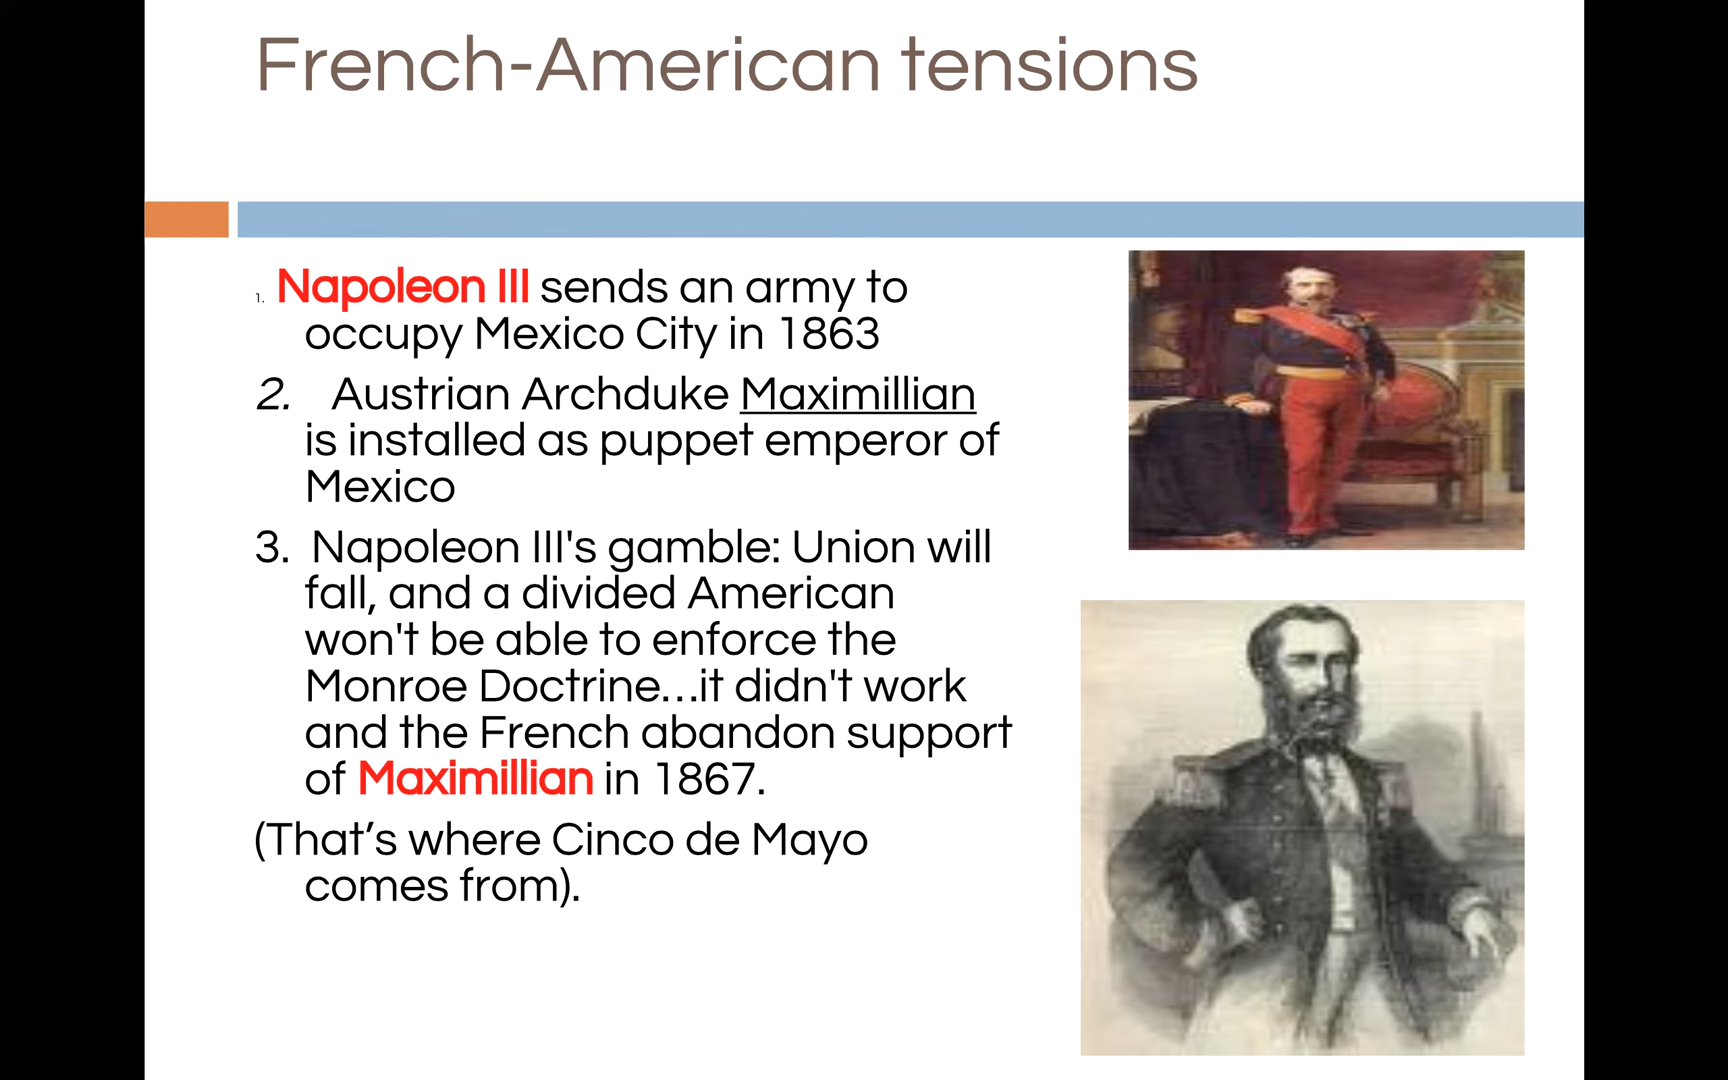 French-American tensions
1. Napoleon III sends an army to
occupy Mexico City in 1863
2. Austrian Archduke Maximillian
is installed as puppet emperor of
Mexico
3. Napoleon III's gamble: Union will
fall, and a divided American
won't be able to enforce the
Monroe Doctrine…it didn't work
and the French abandon support
of Maximillian in 1867.
(That’s where Cinco de Mayo
comes from).